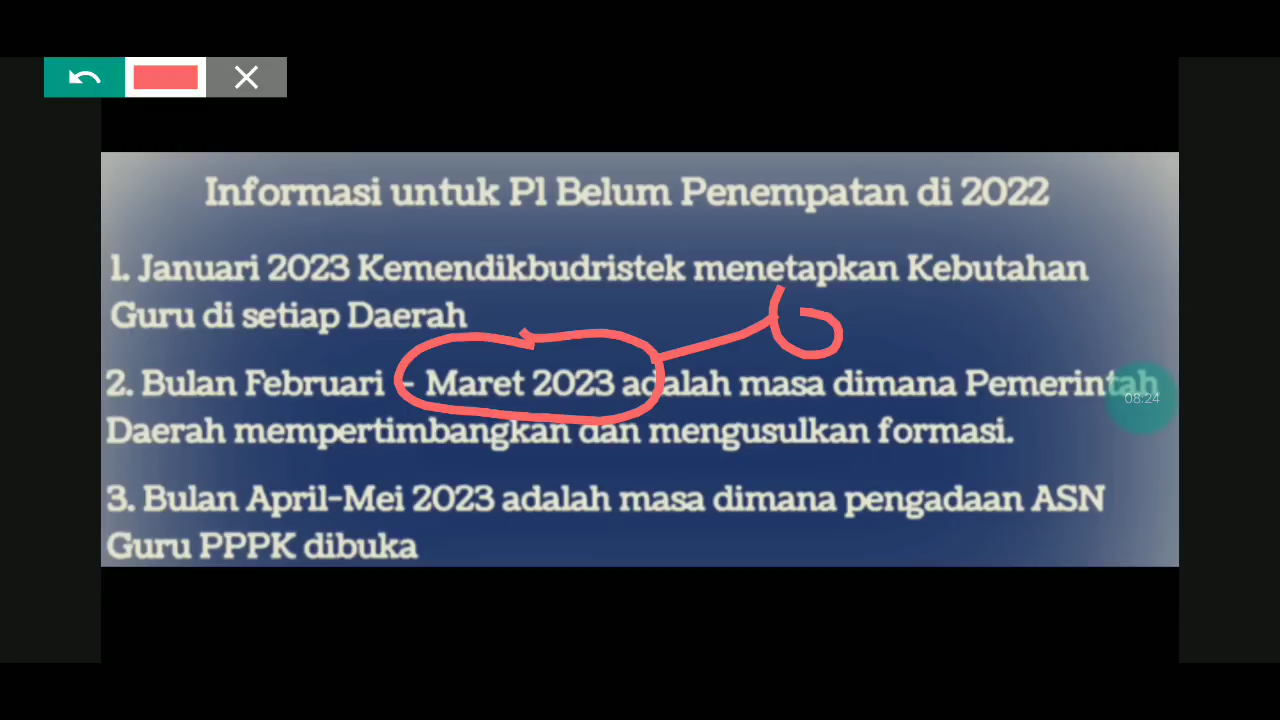 Informasi untuk P1 Belum Penempatan di 2022
1. Januari 2023 Kemendikbudristek menetapkan Kebutahan
Guru di setiap Daerah
2. Bulan Februari - Maret 2023 adalah masa dimana Pemerintah
Daerah mempertimbangkan dan mengusulkan formasi.
3. Bulan April-Mei 2023 adalah masa dimana pengadaan ASN
Guru PPPK dibuka
08:24